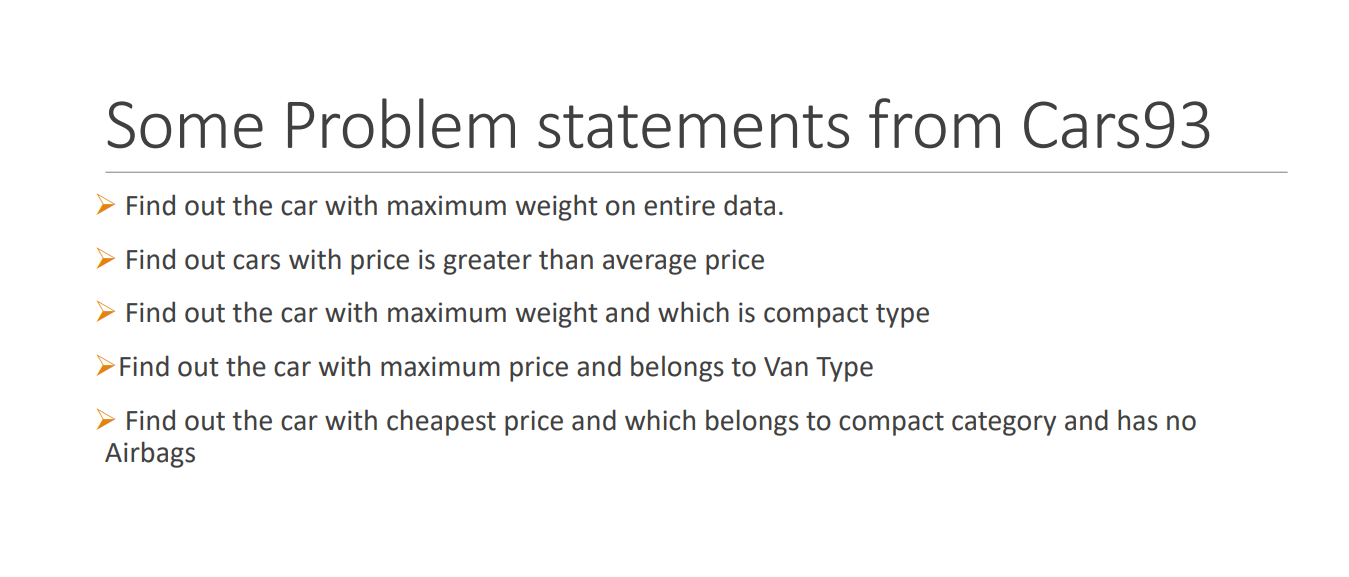 Some Problem statements from Cars93
Find out the car with maximum weight on entire data.
Find out cars with price is greater than average price
Find out the car with maximum weight and which is compact type
Find out the car with maximum price and belongs to Van Type
Find out the car with cheapest price and which belongs to compact category and has no
Airbags